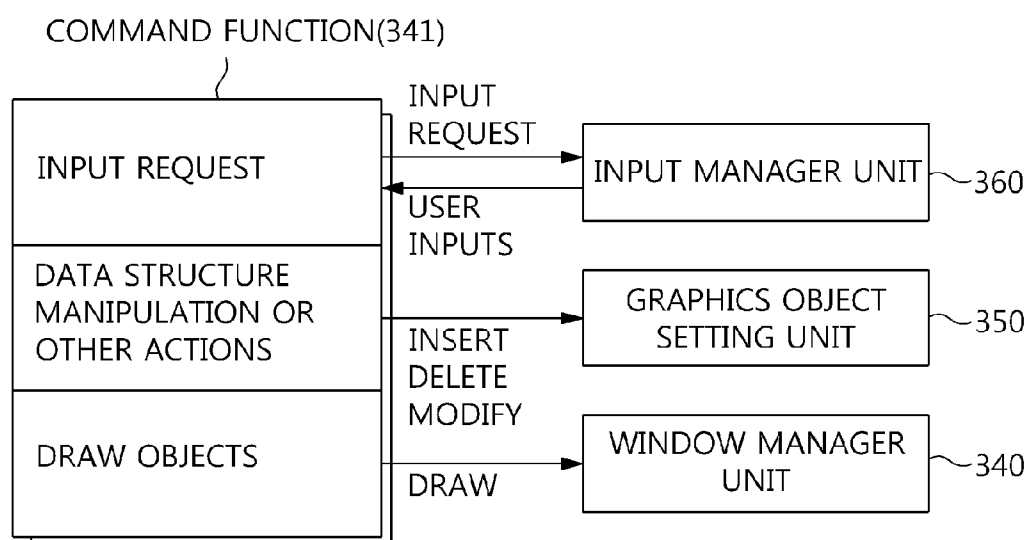 COMMAND FUNCTION(341)
INPUT REQUEST
INPUT
REQUEST
INPUT MANAGER UNIT
360
USER
INPUTS
DATA STRUCTURE
MANIPULATION OR
OTHER ACTIONS
GRAPHICS OBJECT
SETTING UNIT
350
INSERT
DELETE
MODIFY
DRAW OBJECTS
DRAW
WINDOW MANAGER
UNIT
340